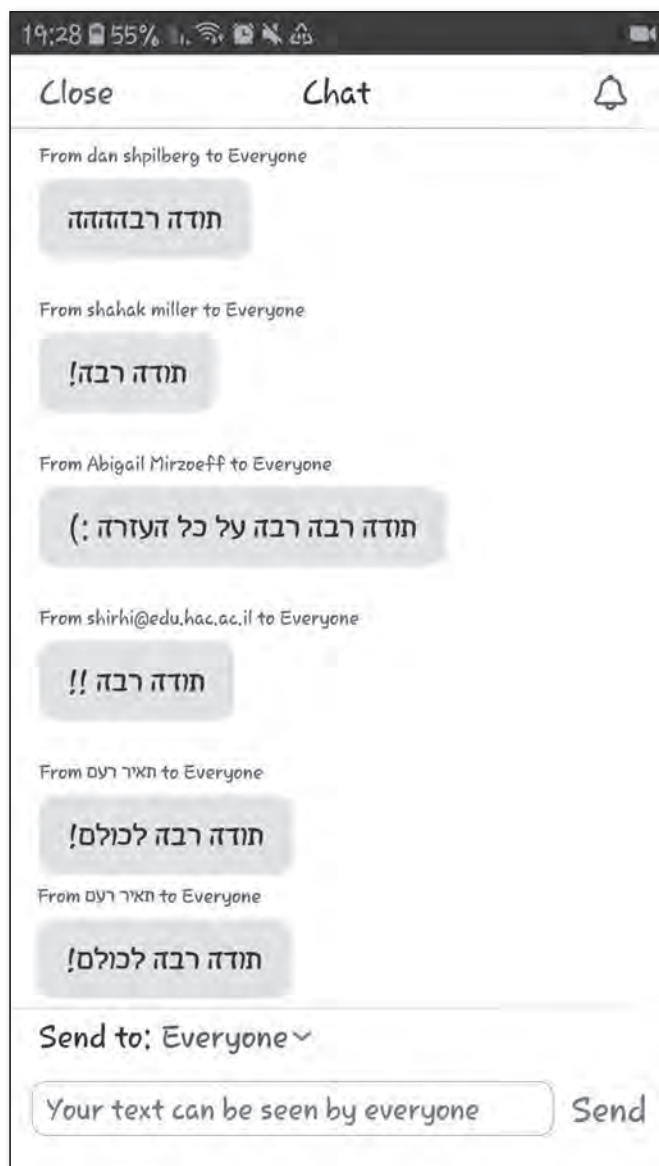 19:28 55%
Close Chat
From dan shpilberg to Everyone
תודה רבהההה
From shahak miller to Everyone
תודה רבה!
From Abigail Mirzoeff to Everyone
תודה רבה רבה על כל העזרה :)
From shirhi@edu.hac.ac.il to Everyone
תודה רבה !!
From תאיר רעם to Everyone
תודה רבה לכולם!
From תאיר רעם to Everyone
תודה רבה לכולם!
Send to: Everyone
Your text can be seen by everyone Send